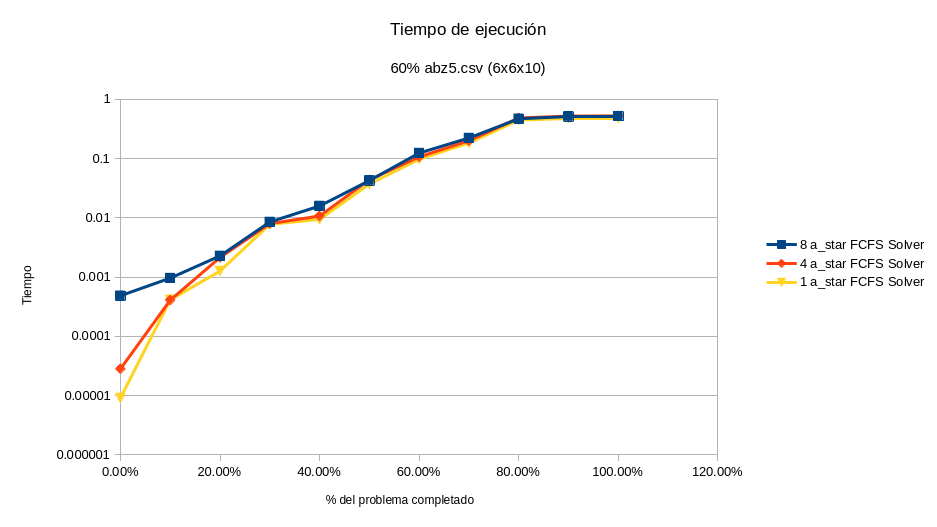 Tiempo de ejecución
60% abz5.csv (6x6x10)
1
0.1
0.01
0.001
0.0001
0.00001
0.000001
Tiempo
0.00%
20.00%
40.00%
60.00%
80.00%
100.00%
120.00%
% del problema completado
8 a_star FCFS Solver
4 a_star FCFS Solver
1 a_star FCFS Solver